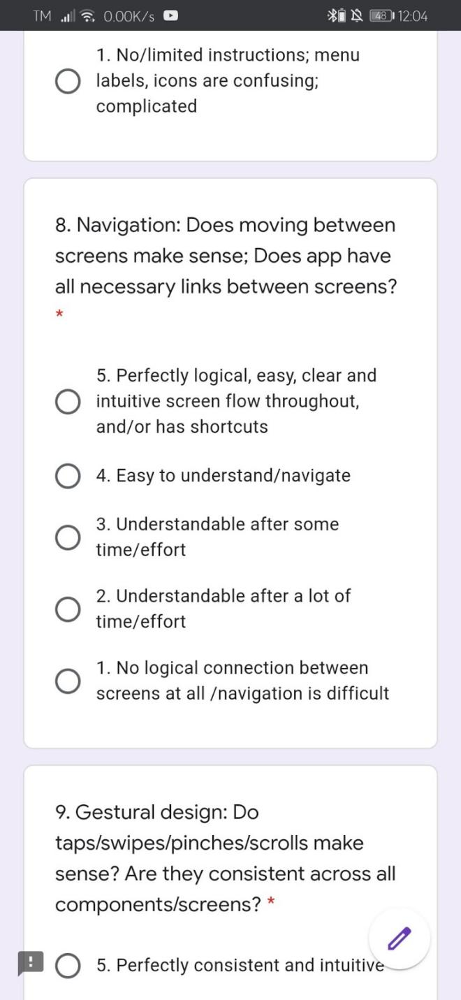 TM 0.00K/s 48 12:04
1. No/limited instructions; menu
labels, icons are confusing;
complicated
8. Navigation: Does moving between
screens make sense; Does app have
all necessary links between screens?
*
5. Perfectly logical, easy, clear and
intuitive screen flow throughout,
and/or has shortcuts
4. Easy to understand/navigate
3. Understandable after some
time/effort
2. Understandable after a lot of
time/effort
1. No logical connection between
screens at all /navigation is difficult
9. Gestural design: Do
taps/swipes/pinches/scrolls make
sense? Are they consistent across all
components/screens? *
5. Perfectly consistent and intuitive